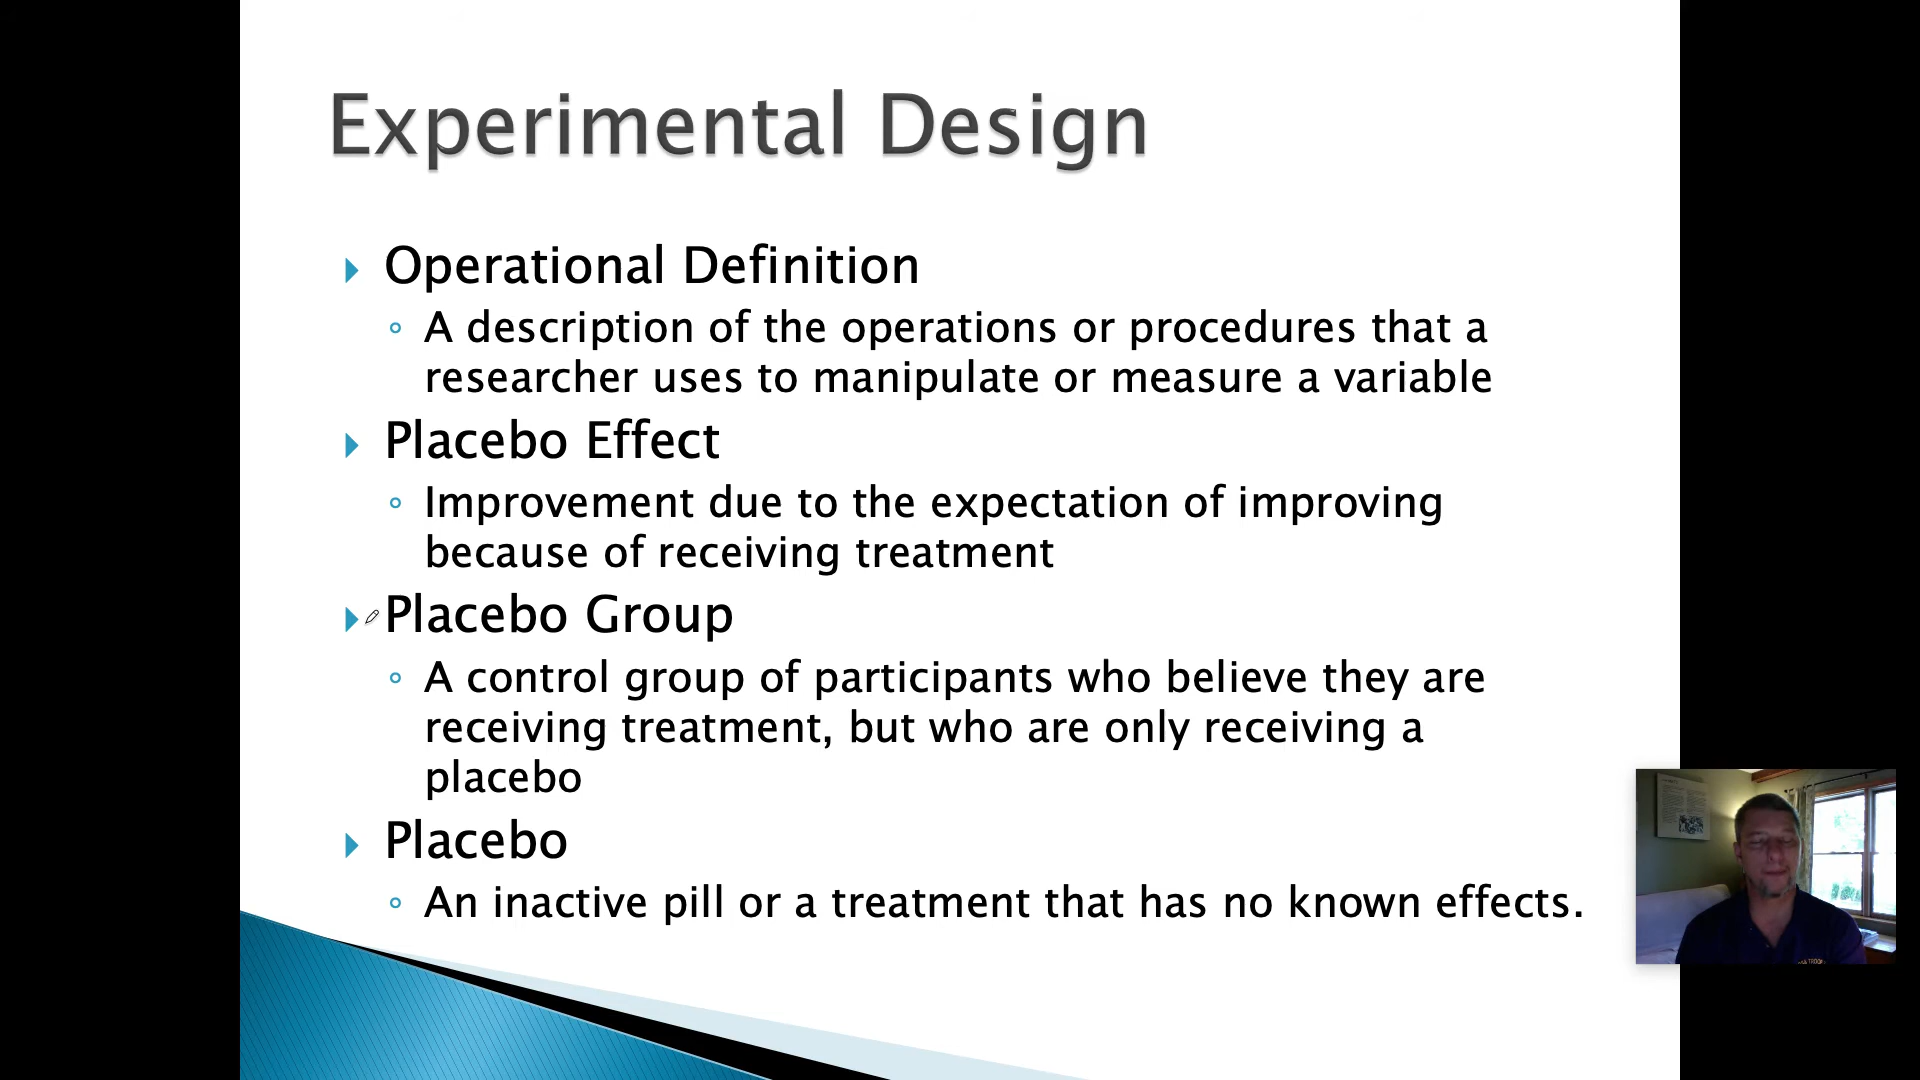 Experimental Design
Operational Definition
A description of the operations or procedures that a
researcher uses to manipulate or measure a variable
Placebo Effect
Improvement due to the expectation of improving
because of receiving treatment
Placebo Group
A control group of participants who believe they are
receiving treatment, but who are only receiving a
placebo
Placebo
An inactive pill or a treatment that has no known effects.